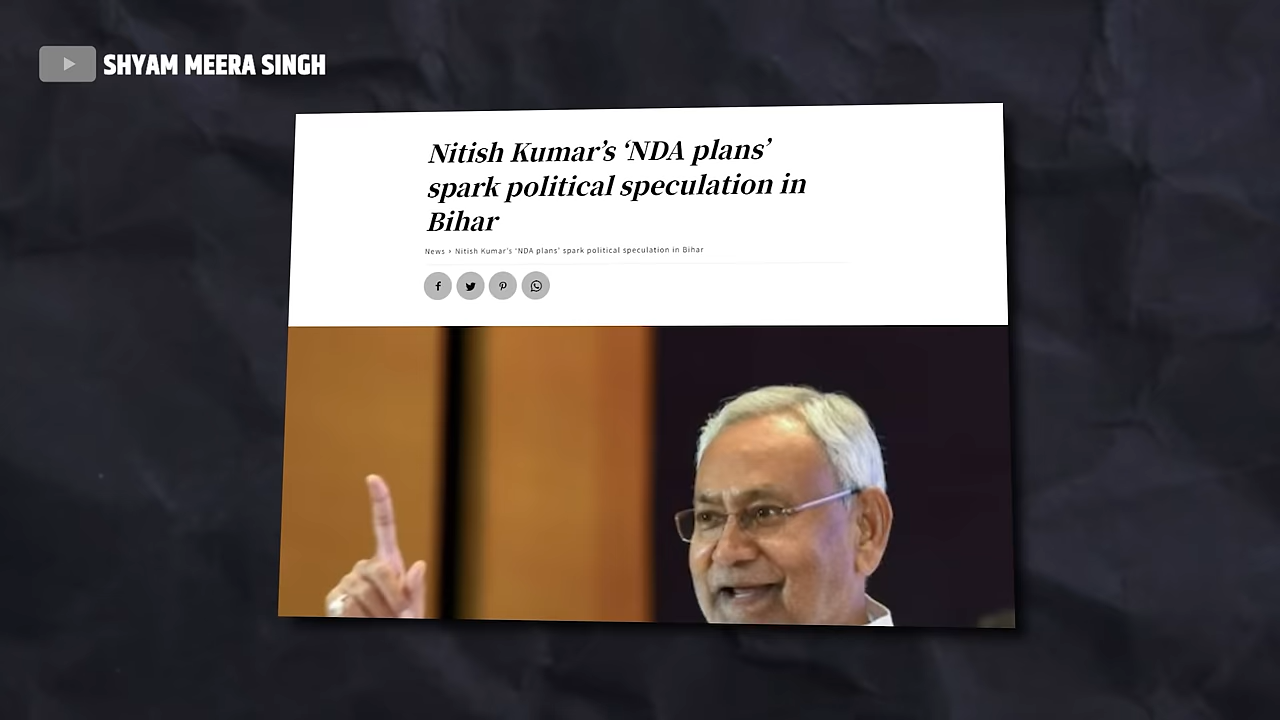 SHYAM MEERA SINGH
Nitish Kumar's ‘NDA plans’
spark political speculation in
Bihar
News › Nitish Kumar's ‘NDA plans’ spark political speculation in Bihar